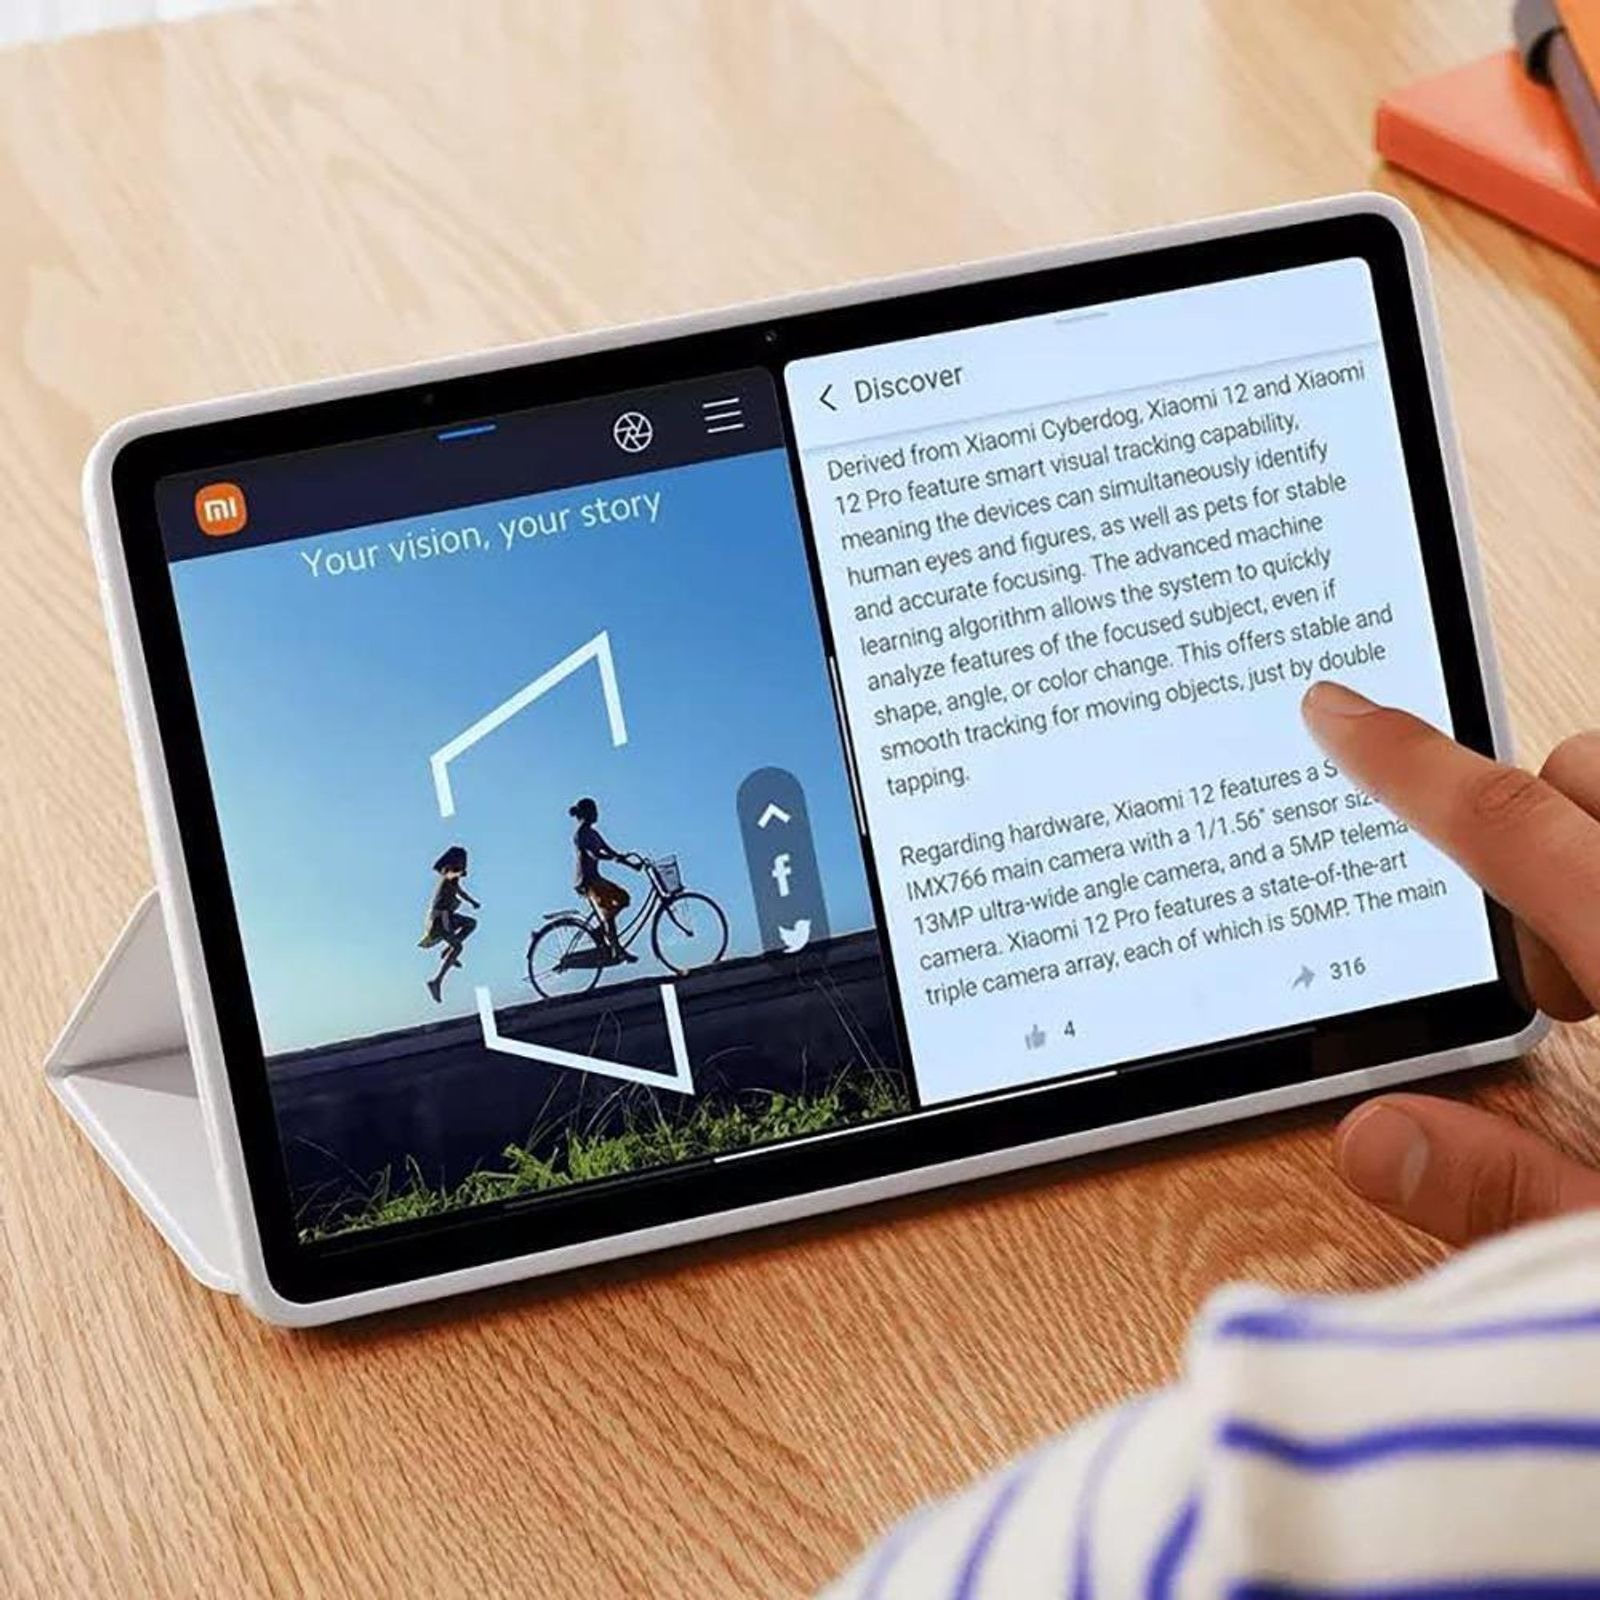 mi
Your vision, your story
f
Discover
Derived from Xiaomi Cyberdog, Xiaomi 12 and Xiaomi
12 Pro feature smart visual tracking capability,
meaning the devices can simultaneously identify
human eyes and figures, as well as pets for stable
and accurate focusing. The advanced machine
learning algorithm allows the system to quickly
analyze features of the focused subject, even if
shape, angle, or color change. This offers stable and
smooth tracking for moving objects, just by double
tapping.
Regarding hardware, Xiaomi 12 features a
IMX766 main camera with a 1/1.56" sensor
13MP ultra-wide angle camera, and a 5MP
camera. Xiaomi 12 Pro features a state-of-the-art
triple camera array, each of which is 50MP. The main
4
316